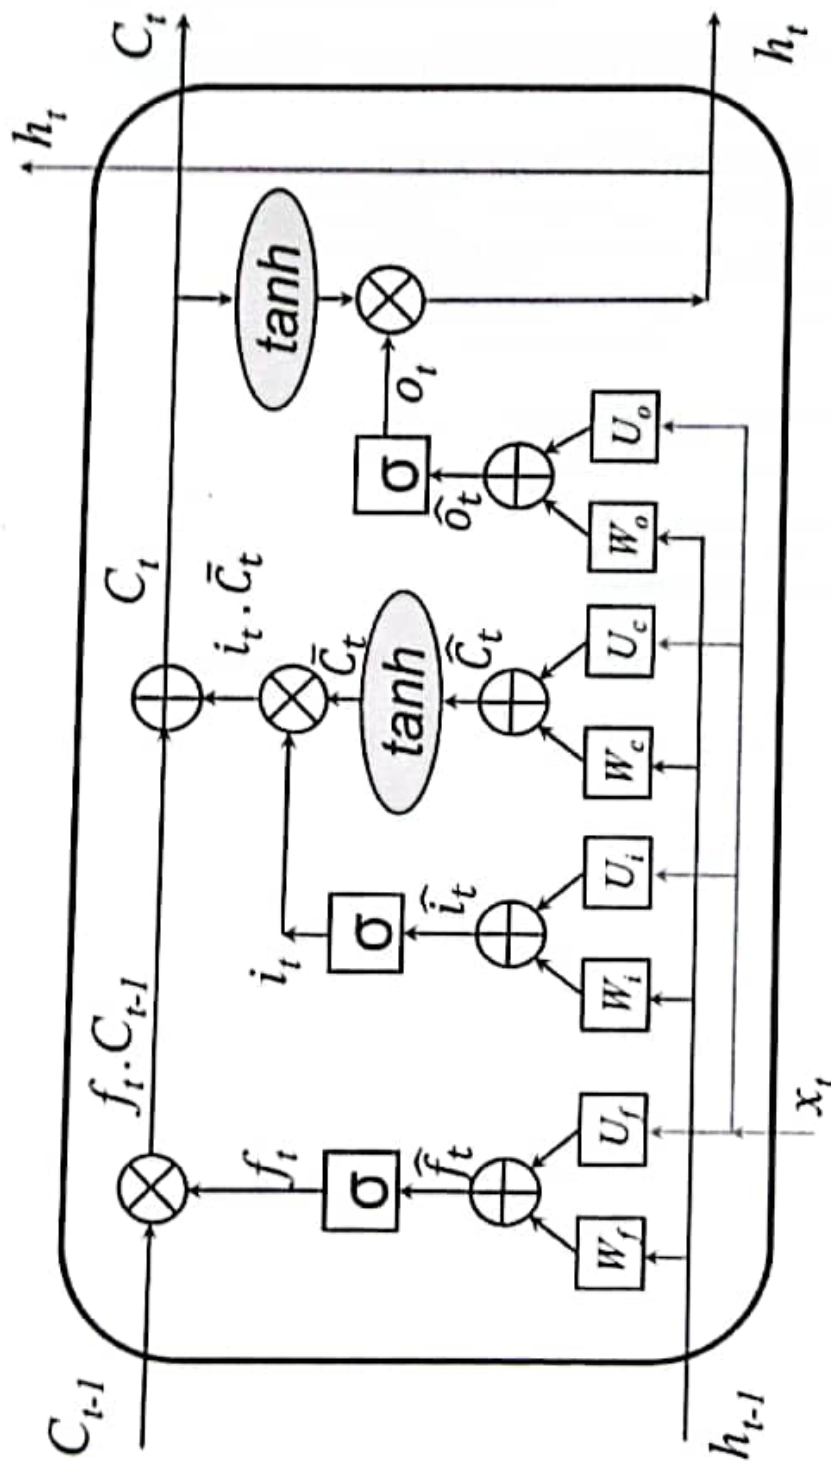 h_t
C_{t-1}
f_t . C_{t-1}
C_t
C_t
i_t . C̄_t
f_t
i_t
C̄_t
tanh
σ
σ
tanh
σ
o_t
f̂_t
î_t
Ĉ_t
ô_t
W_f
U_f
W_i
U_i
W_c
U_c
W_o
U_o
h_{t-1}
x_t
h_t